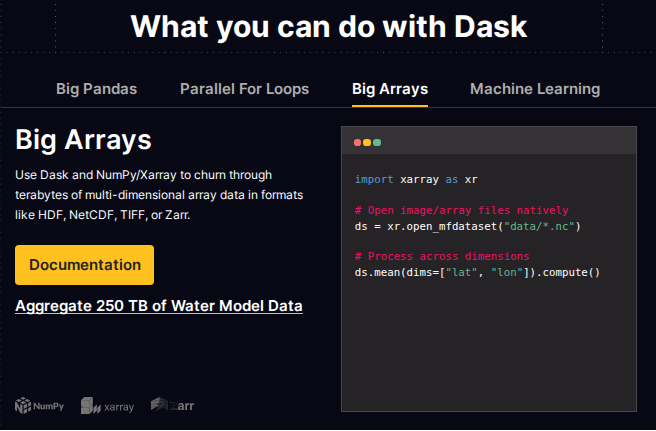 What you can do with Dask
Big Pandas
Parallel For Loops
Big Arrays
Machine Learning
Big Arrays
Use Dask and NumPy/Xarray to churn through
terabytes of multi-dimensional array data in formats
like HDF, NetCDF, TIFF, or Zarr.
Documentation
Aggregate 250 TB of Water Model Data
NumPy
xarray
Zarr
import xarray as xr
# Open image/array files natively
ds = xr.open_mfdataset("data/*.nc")
# Process across dimensions
ds.mean(dims=["lat", "lon"]).compute()